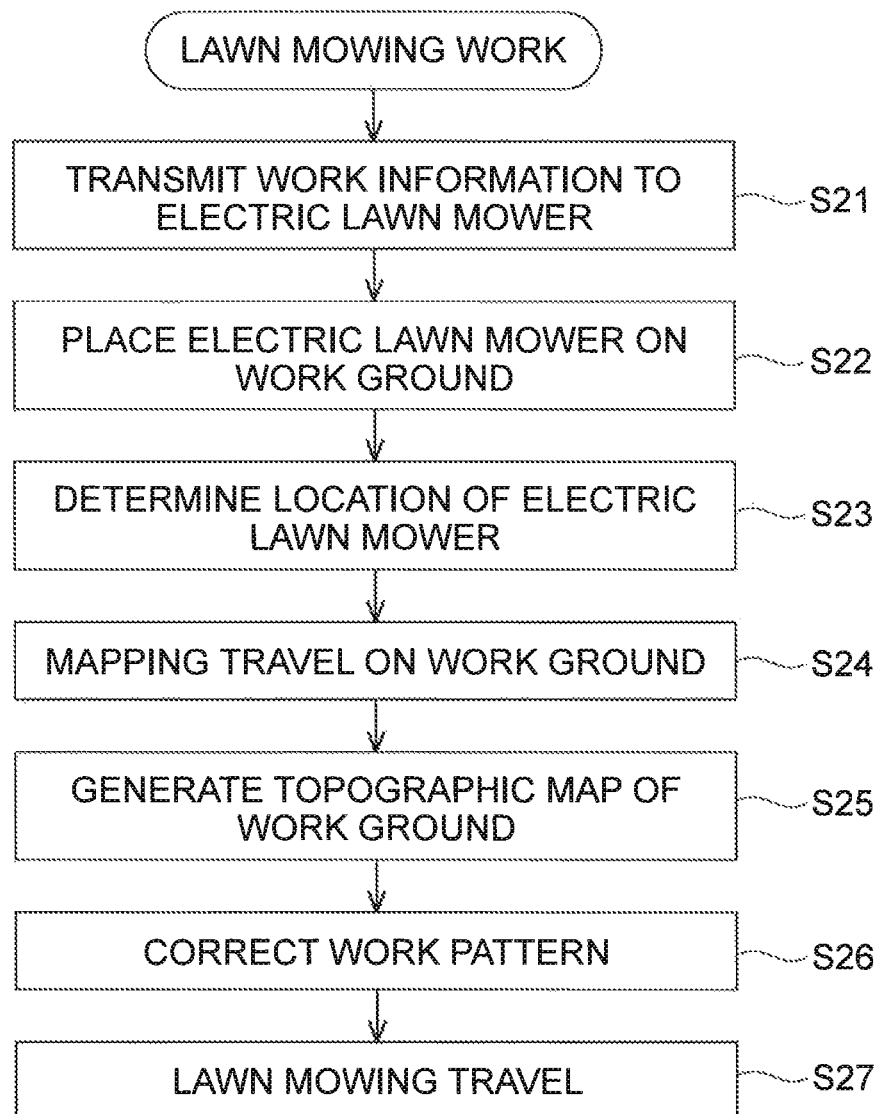 LAWN MOWING WORK
TRANSMIT WORK INFORMATION TO
ELECTRIC LAWN MOWER
S21
PLACE ELECTRIC LAWN MOWER ON
WORK GROUND
S22
DETERMINE LOCATION OF ELECTRIC
LAWN MOWER
S23
MAPPING TRAVEL ON WORK GROUND
S24
GENERATE TOPOGRAPHIC MAP OF
WORK GROUND
S25
CORRECT WORK PATTERN
S26
LAWN MOWING TRAVEL
S27